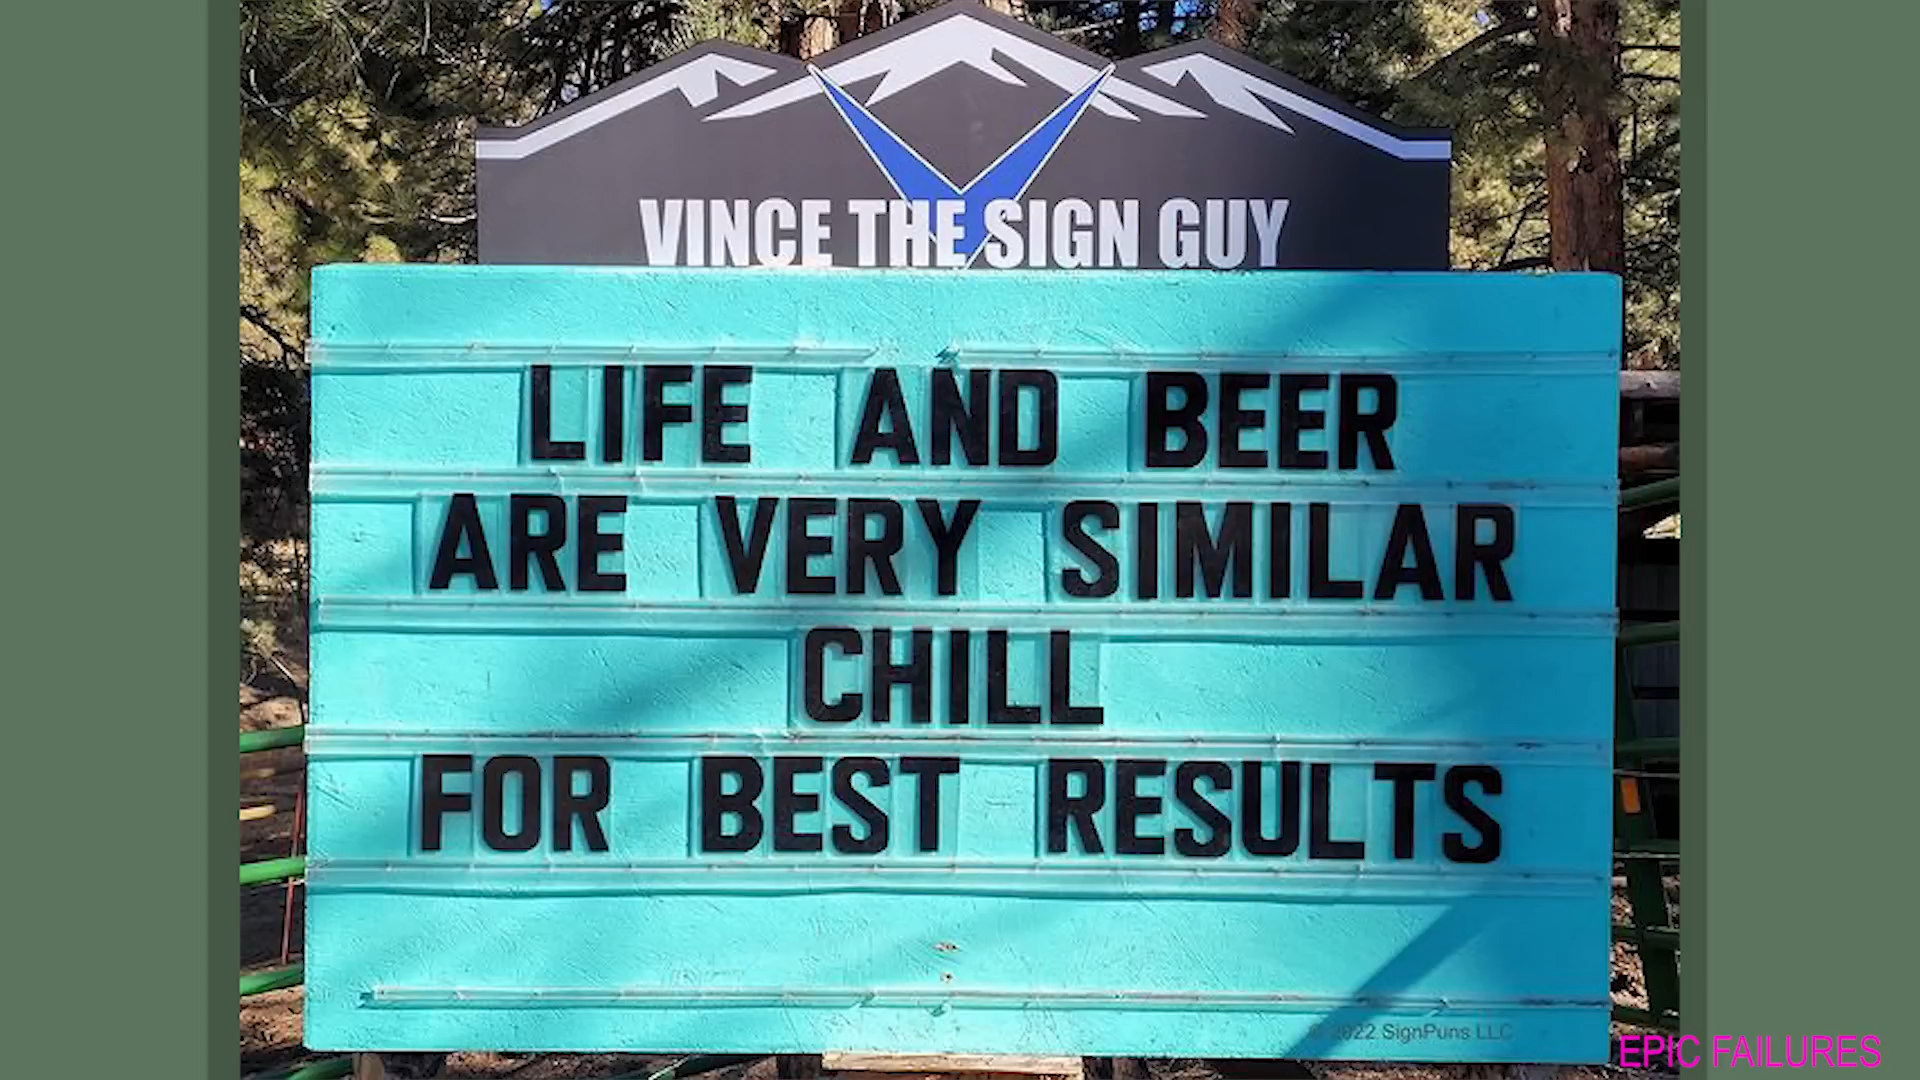 VINCE THE SIGN GUY
LIFE AND BEER
ARE VERY SIMILAR
CHILL
FOR BEST RESULTS
© 2022 SignPuns LLC
EPIC FAILURES